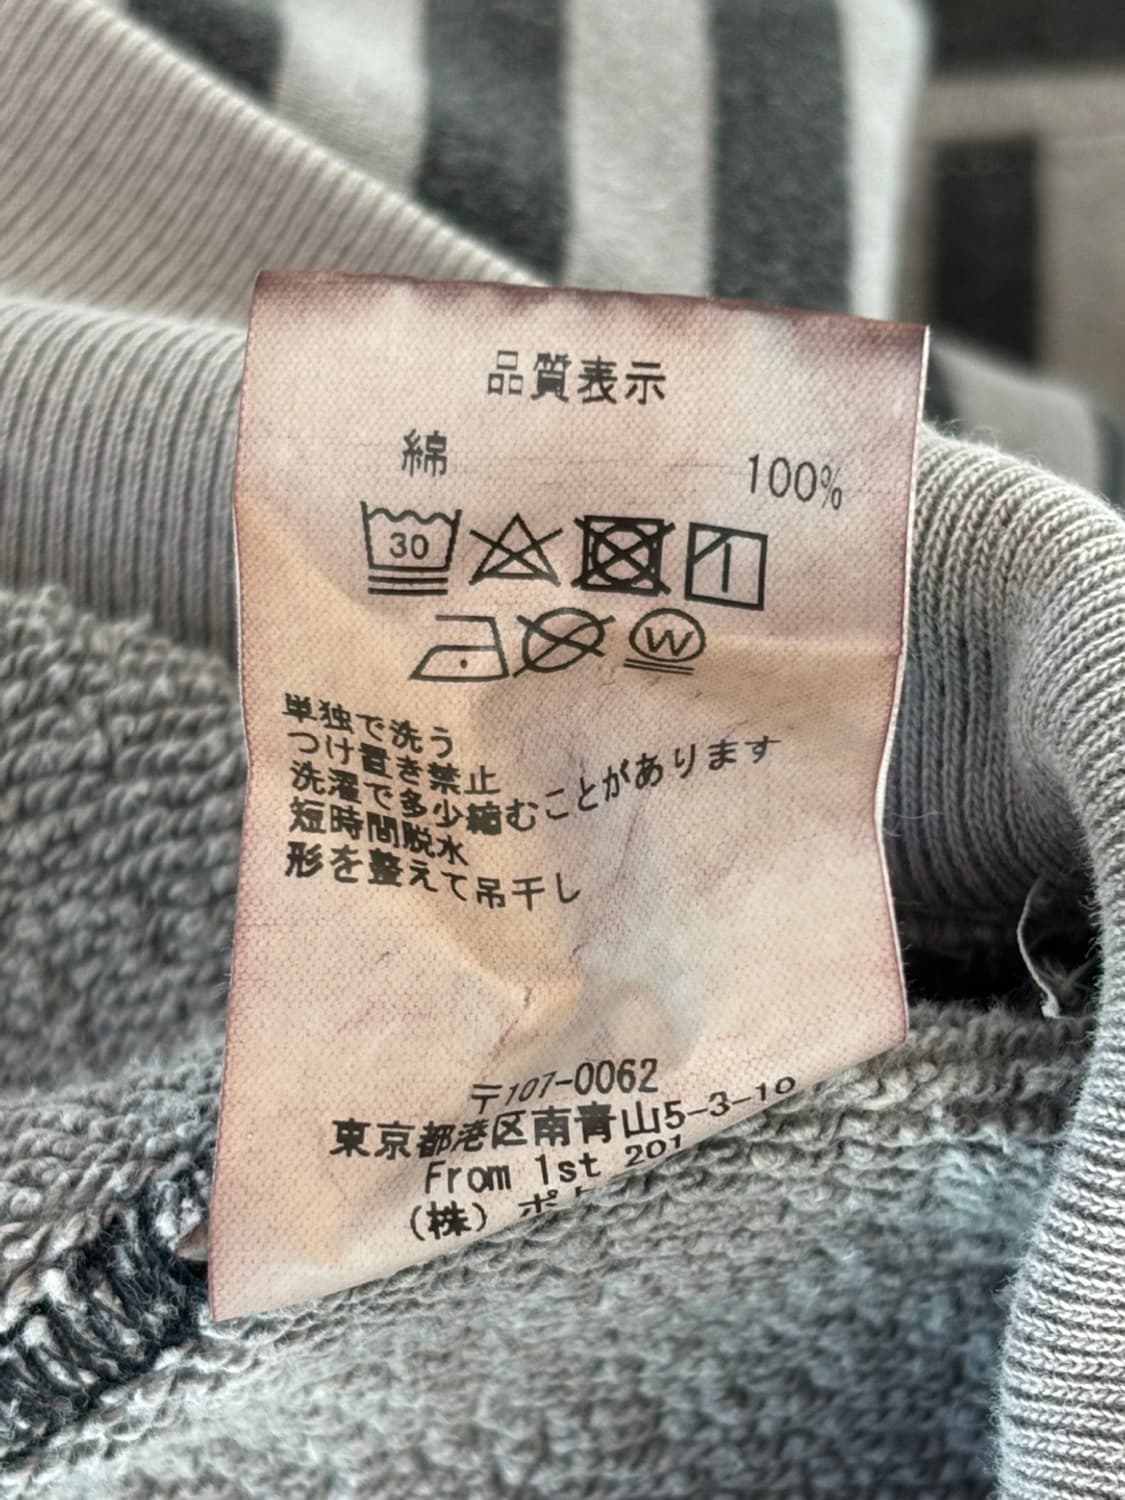 品質表示
綿 100%
30
W
単独で洗う
つけ置き禁止
洗濯で多少縮むことがあります
短時間脱水
形を整えて吊干し
〒107-0062
東京都港区南青山5-3-10
From 1st 201
(株)